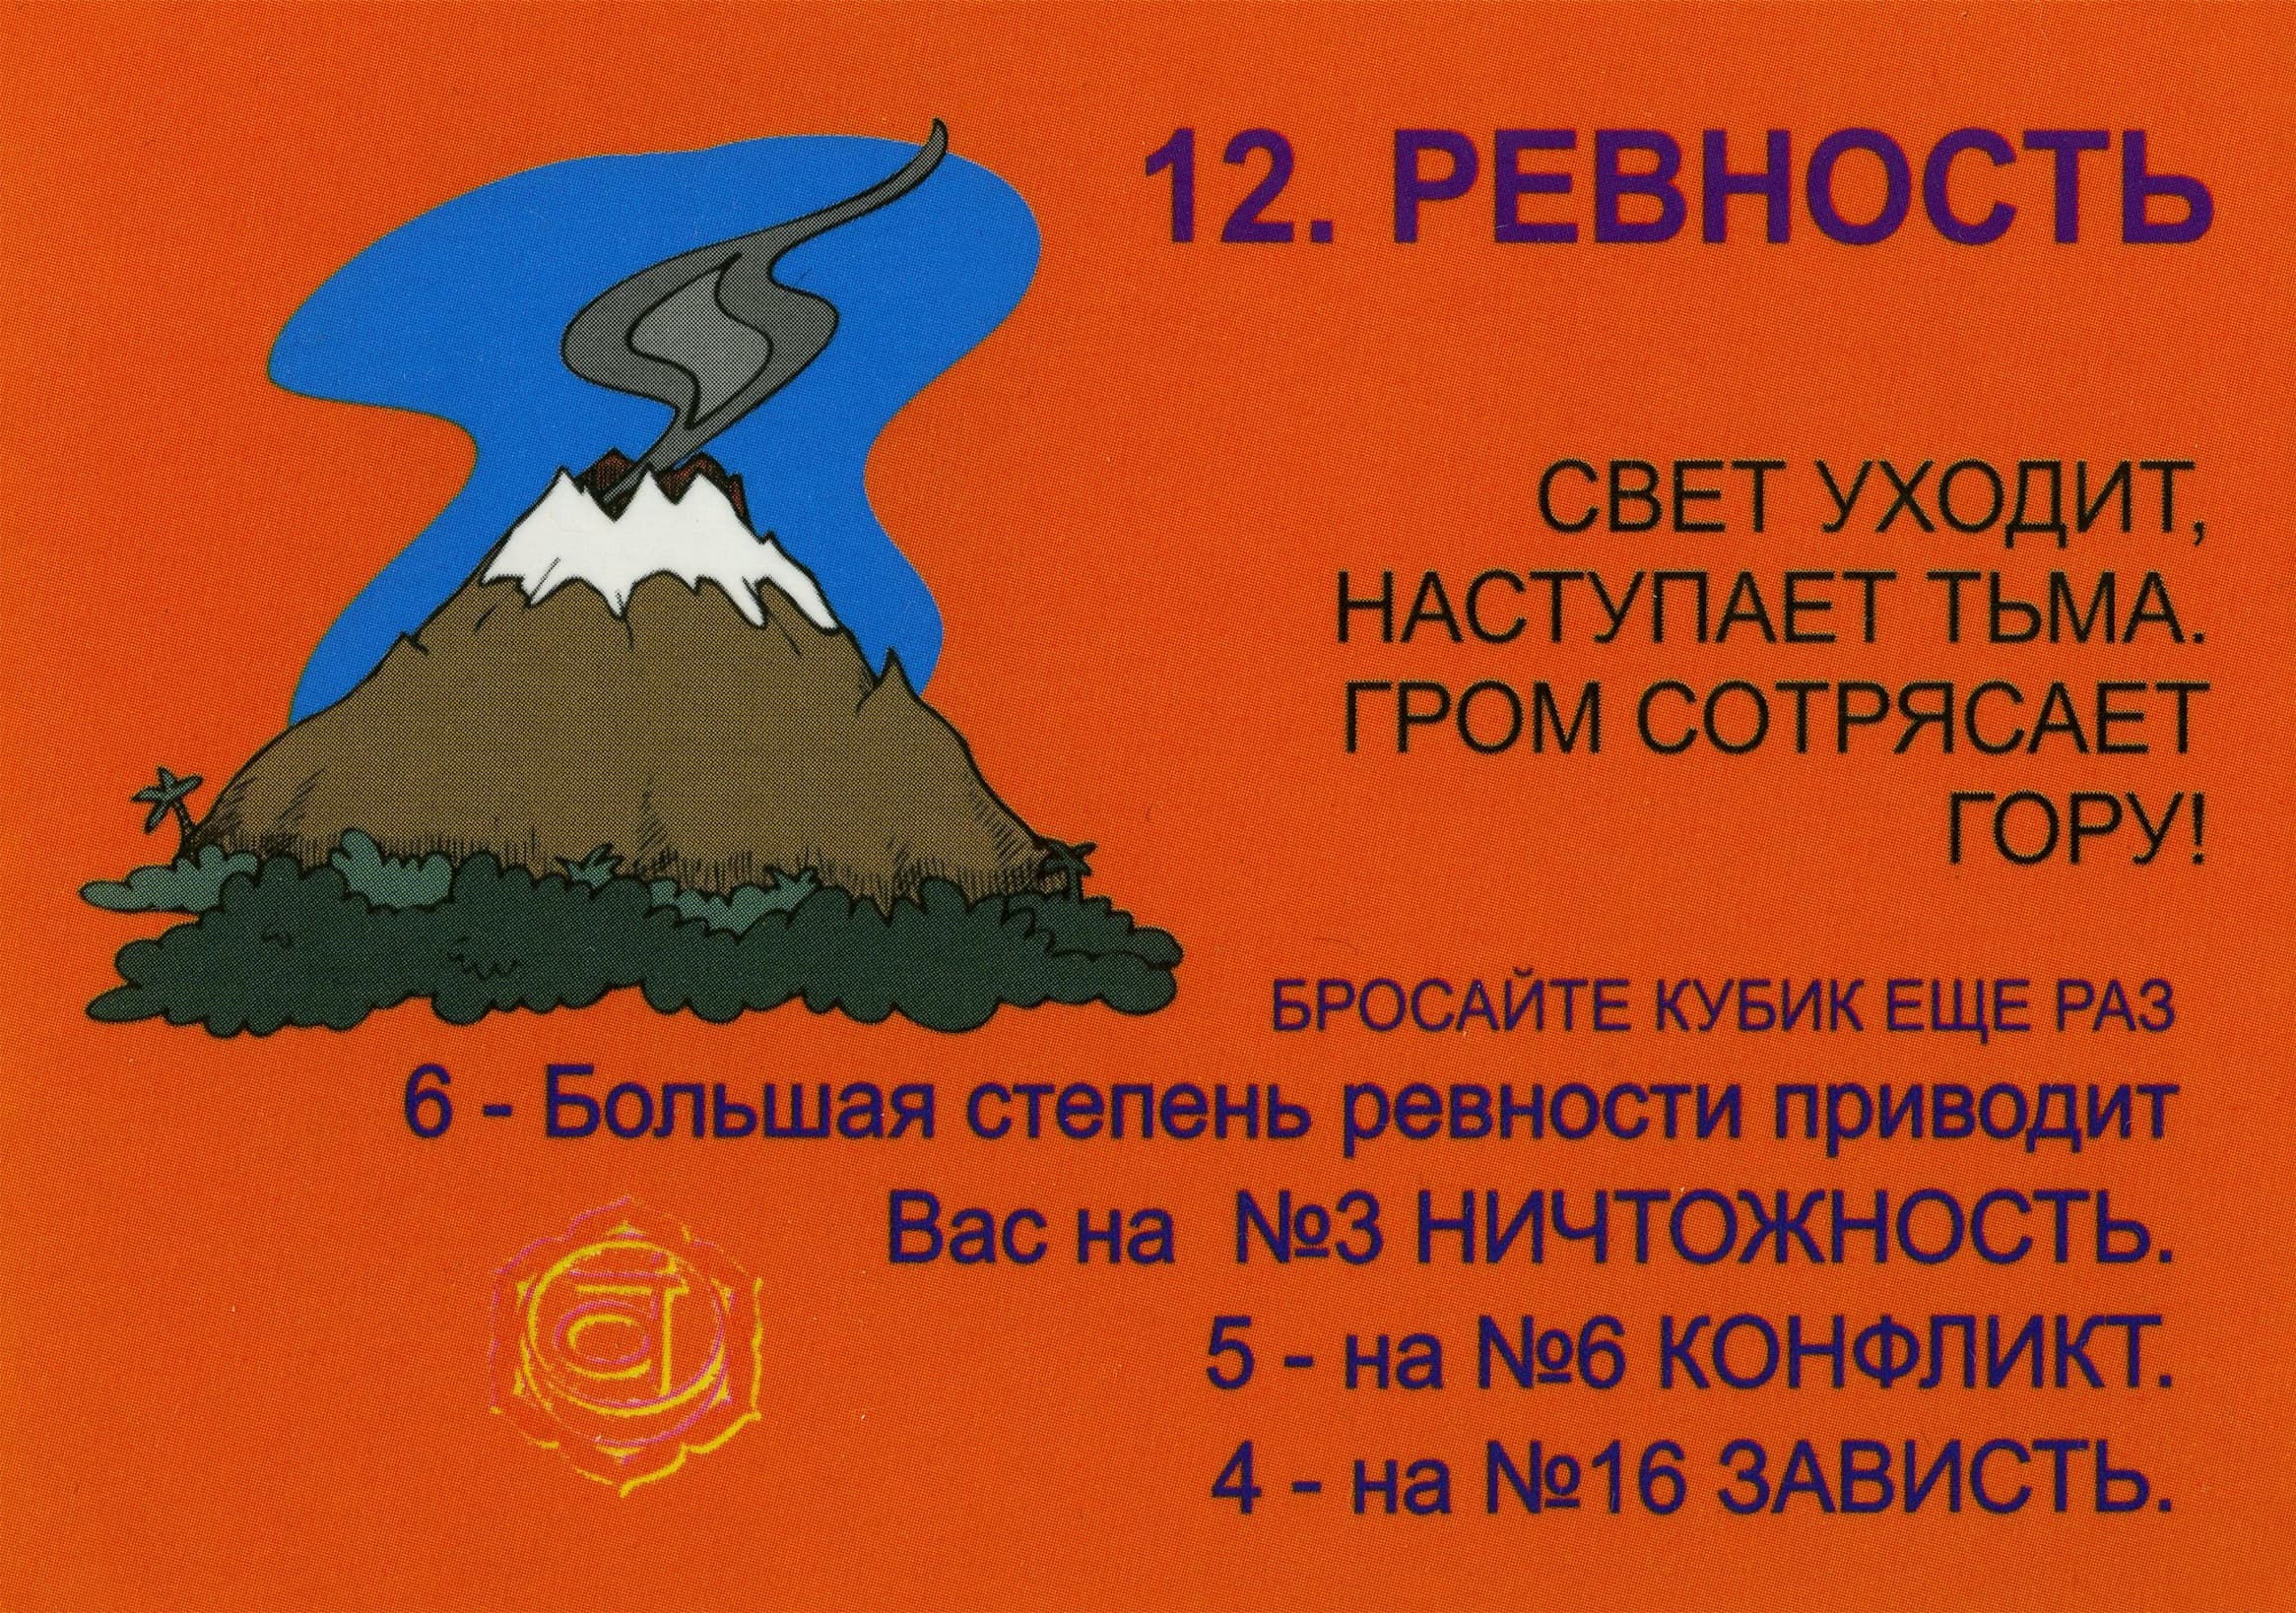 12. РЕВНОСТЬ
СВЕТ УХОДИТ,
НАСТУПАЕТ ТЬМА.
ГРОМ СОТРЯСАЕТ
ГОРУ!
БРОСАЙТЕ КУБИК ЕЩЕ РАЗ
6 - Большая степень ревности приводит
Вас на №3 НИЧТОЖНОСТЬ.
5 - на №6 КОНФЛИКТ.
4 - на №16 ЗАВИСТЬ.